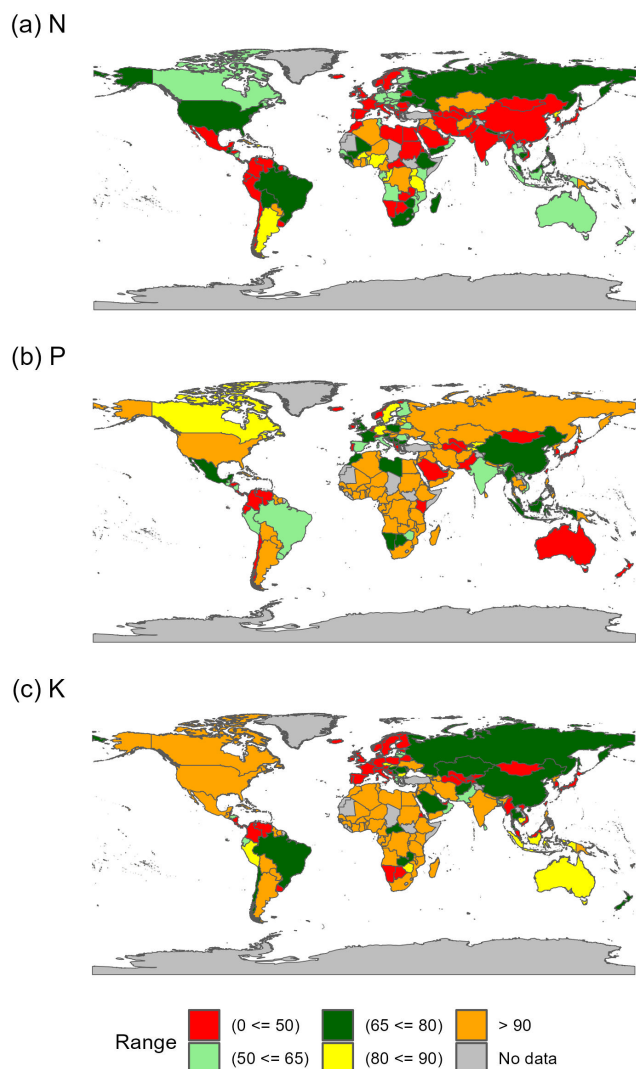 (a) N
(b) P
(c) K
Range
(0 <= 50)
(65 <= 80)
> 90
(50 <= 65)
(80 <= 90)
No data